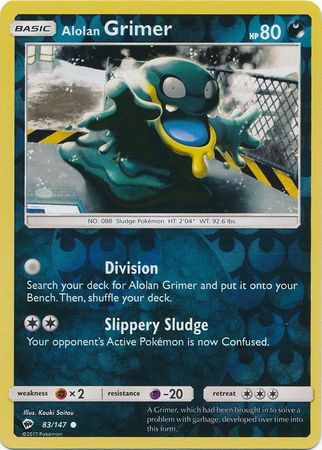 BASIC
Alolan Grimer
HP 80
NO. 088 Sludge Pokémon HT: 2'04" WT: 92.6 lbs.
Division
Search your deck for Alolan Grimer and put it onto your
Bench. Then, shuffle your deck.
Slippery Sludge
Your opponent's Active Pokémon is now Confused.
weakness × 2 resistance -20 retreat
Illus. Kouki Saitou
83/147
©2017 Pokémon
A Grimer, which had been brought in to solve a
problem with garbage, developed over time into
this form.